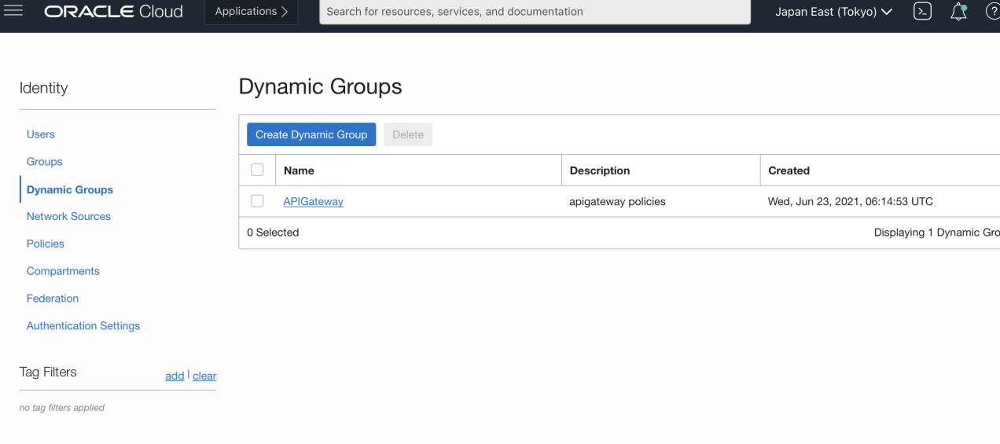 ORACLE Cloud Applications > Search for resources, services, and documentation Japan East (Tokyo)
Identity
Users
Groups
Dynamic Groups
Network Sources
Policies
Compartments
Federation
Authentication Settings
Tag Filters add | clear
no tag filters applied
Dynamic Groups
Create Dynamic Group Delete
Name Description Created
APIGateway apigateway policies Wed, Jun 23, 2021, 06:14:53 UTC
0 Selected Displaying 1 Dynamic Gro